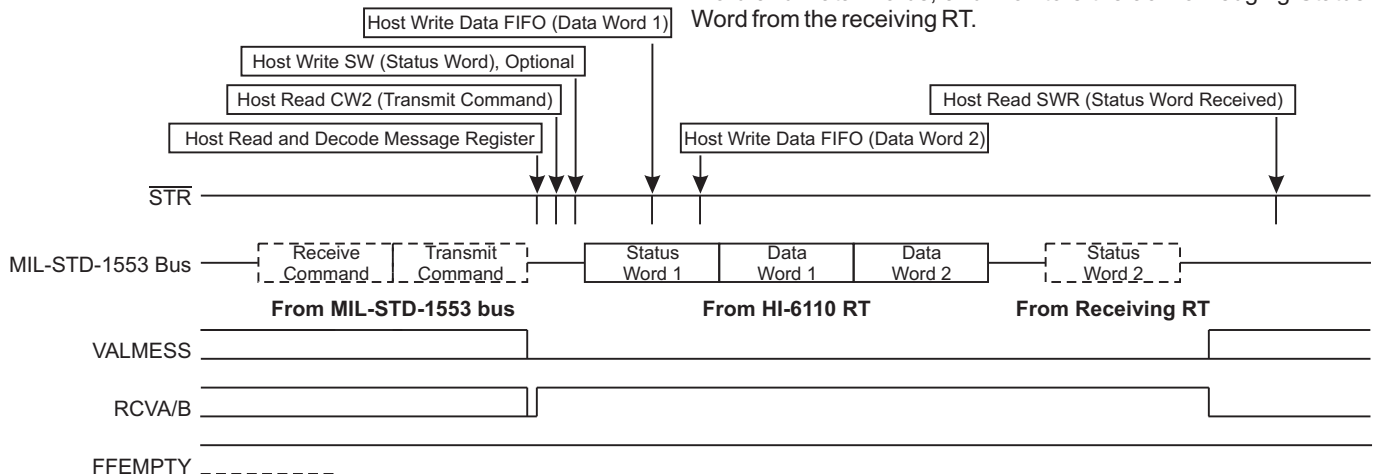 Word from the receiving RT.
Host Write Data FIFO (Data Word 1)
Host Write SW (Status Word), Optional
Host Read CW2 (Transmit Command)
Host Read SWR (Status Word Received)
Host Read and Decode Message Register
Host Write Data FIFO (Data Word 2)
STR
MIL-STD-1553 Bus
Receive Command
Transmit Command
Status Word 1
Data Word 1
Data Word 2
Status Word 2
From MIL-STD-1553 bus
From HI-6110 RT
From Receiving RT
VALMESS
RCVA/B
FFEMPTY